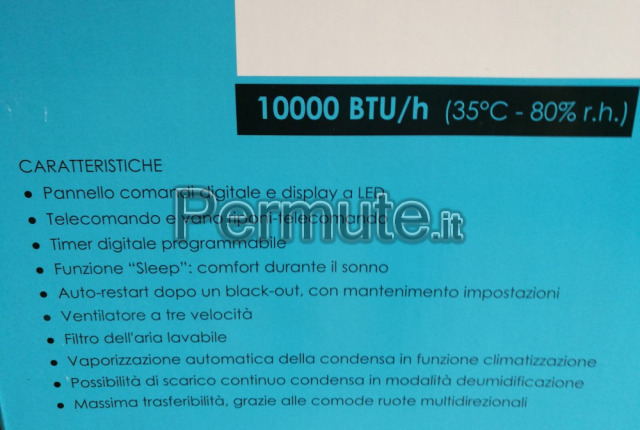 10000 BTU/h (35°C - 80% r.h.)
CARATTERISTICHE
• Pannello comandi digitale e display a LED
• Telecomando e vano riponi-telecomando
Permute.it
• Timer digitale programmabile
• Funzione “Sleep”: comfort durante il sonno
• Auto-restart dopo un black-out, con mantenimento impostazioni
• Ventilatore a tre velocità
• Filtro dell'aria lavabile
• Vaporizzazione automatica della condensa in funzione climatizzazione
• Possibilità di scarico continuo condensa in modalità deumidificazione
• Massima trasferibilità, grazie alle comode ruote multidirezionali